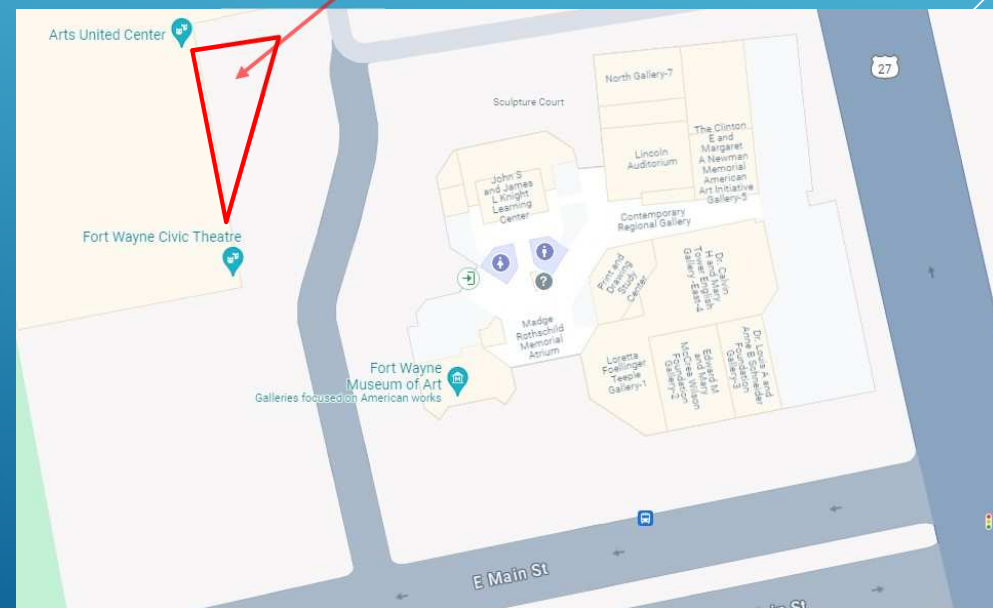 Arts United Center
27
North Gallery-7
Sculpture Court
The Clinton
E and
Margaret
A Newman
Memorial
American
Art Initiative
Gallery-5
Lincoln
Auditorium
John S
and James
L Knight
Learning
Center
Contemporary
Regional Gallery
Fort Wayne Civic Theatre
Print and
Drawing
Study
Center
Dr. Calvin
H and Mary
Tower English
Gallery -East-4
?
Madge
Rothschild
Memorial
Atrium
Loretta
Foellinger
Teeple
Gallery-1
Edward M
and Mary
McCrea Wilson
Foundation
Gallery-2
Dr. Louis A and
Anne B Schneider
Foundation
Gallery-3
Fort Wayne
Museum of Art
Galleries focused on American works
E Main St
St